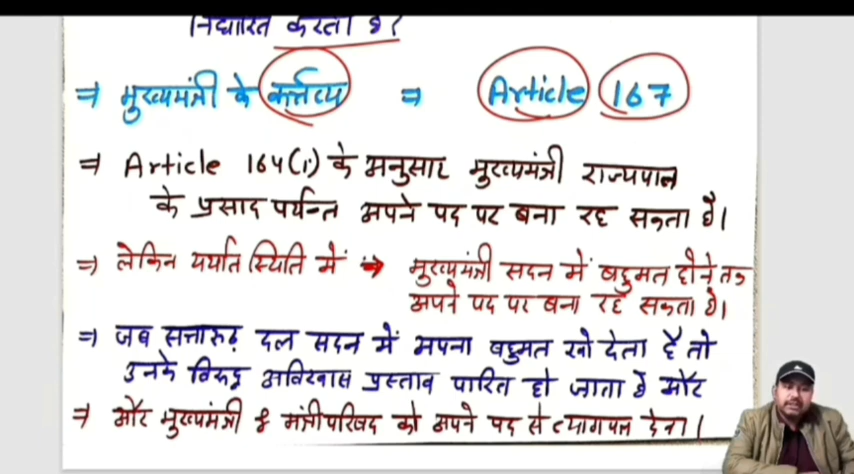 निर्धारित करता है?
⇒ मुख्यमंत्री के कर्त्तव्य ⇒ Article 167
⇒ Article 164(i) के अनुसार मुख्यमंत्री राज्यपाल
के प्रसाद पर्यन्त अपने पद पर बना रह सकता है।
⇒ लेकिन यर्थात स्थिति में → मुख्यमंत्री सदन में बहुमत होने तक
अपने पद पर बना रह सकता है।
⇒ जब सत्तारूढ़ दल सदन में अपना बहुमत खो देता है तो
उनके विरूद्ध अविश्वास प्रस्ताव पारित हो जाता है और
⇒ और मुख्यमंत्री & मंत्रीपरिषद को अपने पद से त्यागपत्र देना।